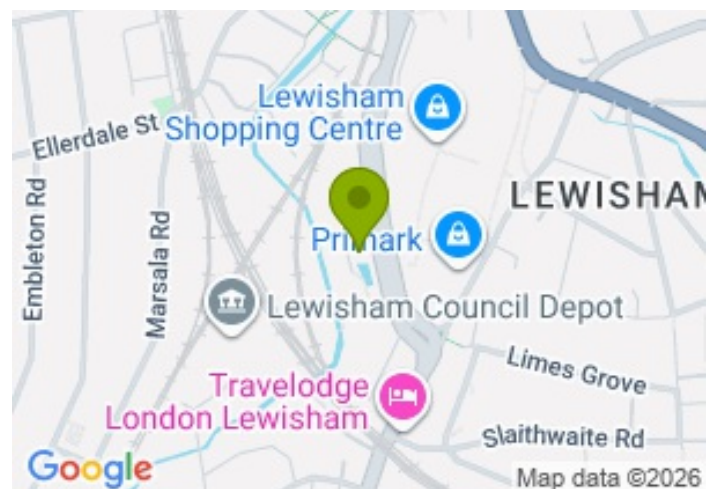 Lewisham
Shopping Centre
Ellerdale St
LEWISHAM
Embleton Rd
Marsala Rd
Primark
Lewisham Council Depot
Limes Grove
Travelodge
London Lewisham
Slaithwaite Rd
Google
Map data ©2026